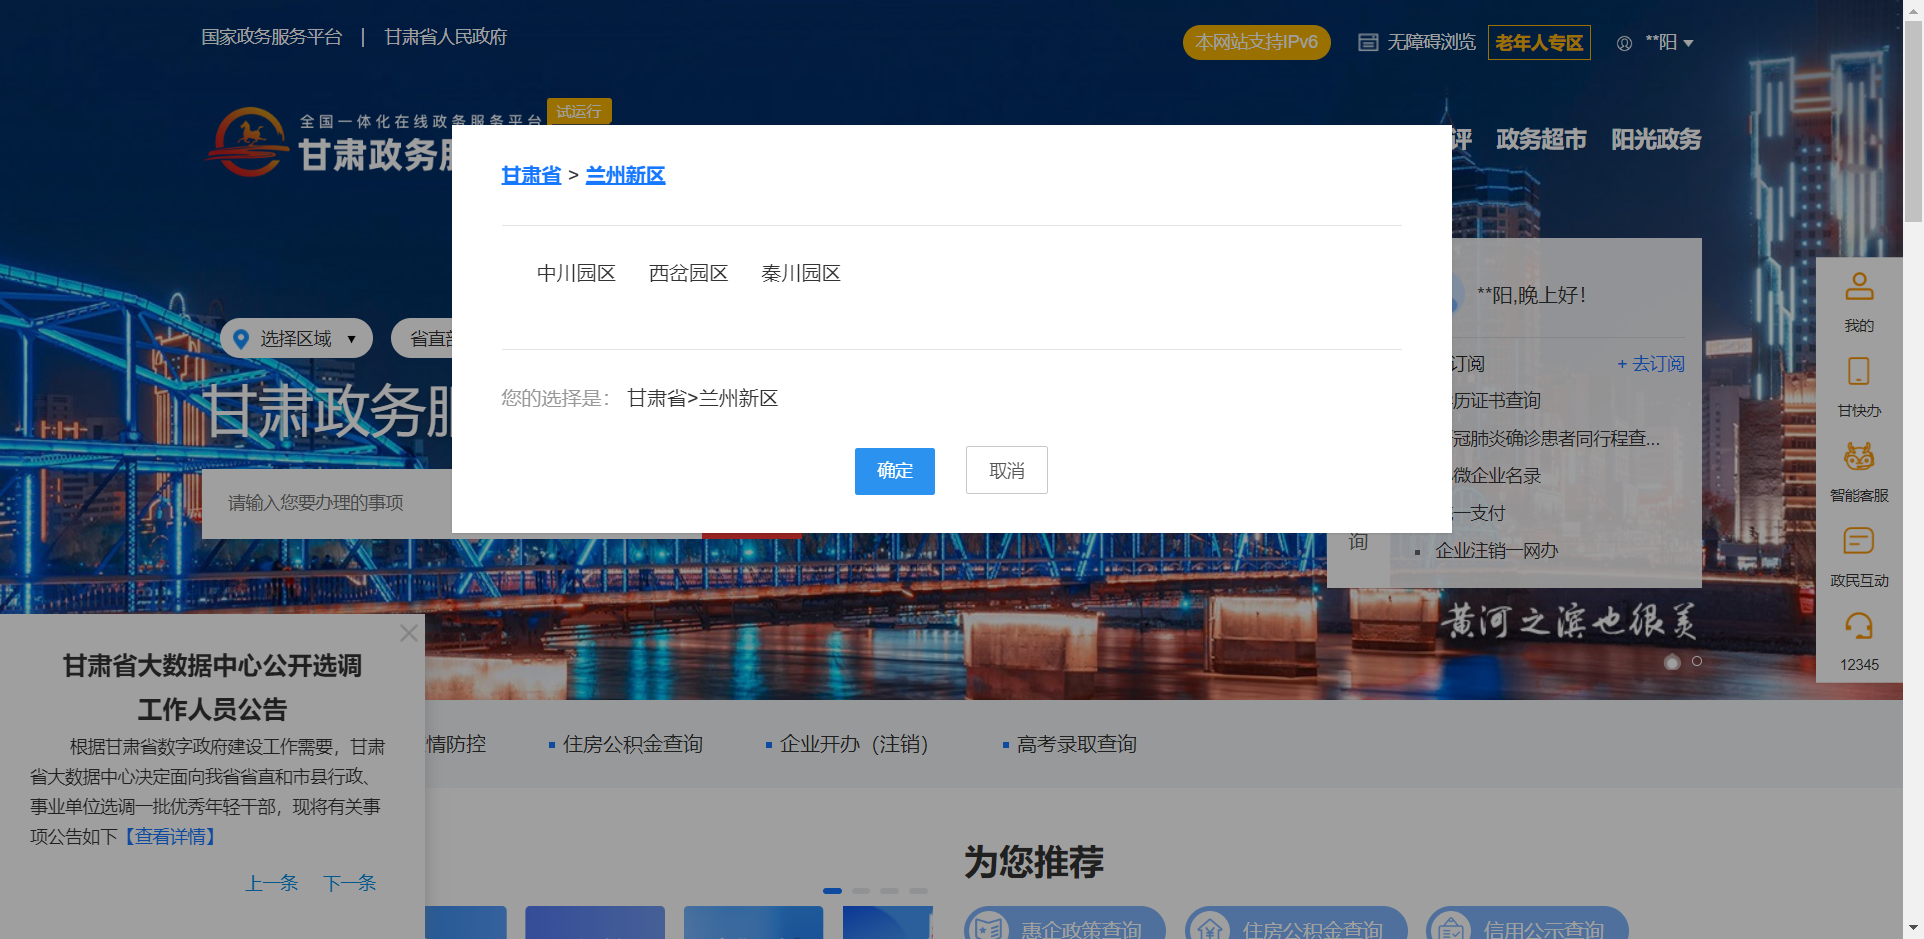 国家政务服务平台 | 甘肃省人民政府
本网站支持IPv6 无障碍浏览 老年人专区 **阳
全国一体化在线政务服务平台 试运行
甘肃政务服
评 政务超市 阳光政务
甘肃省 > 兰州新区
中川园区 西岔园区 秦川园区
您的选择是： 甘肃省>兰州新区
确定 取消
选择区域 ▼ 省直部
甘肃政务服
请输入您要办理的事项
**阳,晚上好！
订阅 + 去订阅
历证书查询
冠肺炎确诊患者同行程查...
微企业名录
一支付
企业注销一网办
询
黄河之滨也很美
我的
甘快办
智能客服
政民互动
12345
甘肃省大数据中心公开选调
工作人员公告
根据甘肃省数字政府建设工作需要，甘肃
省大数据中心决定面向我省省直和市县行政、
事业单位选调一批优秀年轻干部，现将有关事
项公告如下【查看详情】
上一条 下一条
情防控 住房公积金查询 企业开办（注销） 高考录取查询
为您推荐
惠企政策查询 住房公积金查询 信用公示查询